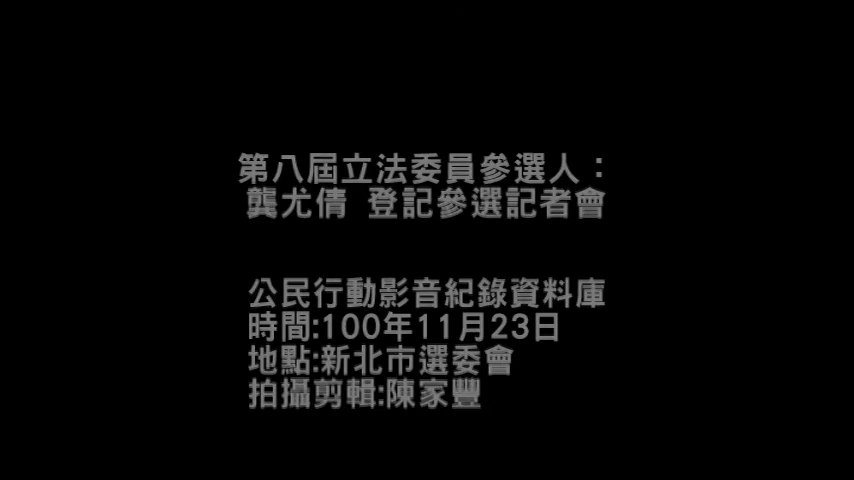 第八屆立法委員參選人：
龔尤倩 登記參選記者會
公民行動影音紀錄資料庫
時間:100年11月23日
地點:新北市選委會
拍攝剪輯:陳家豐